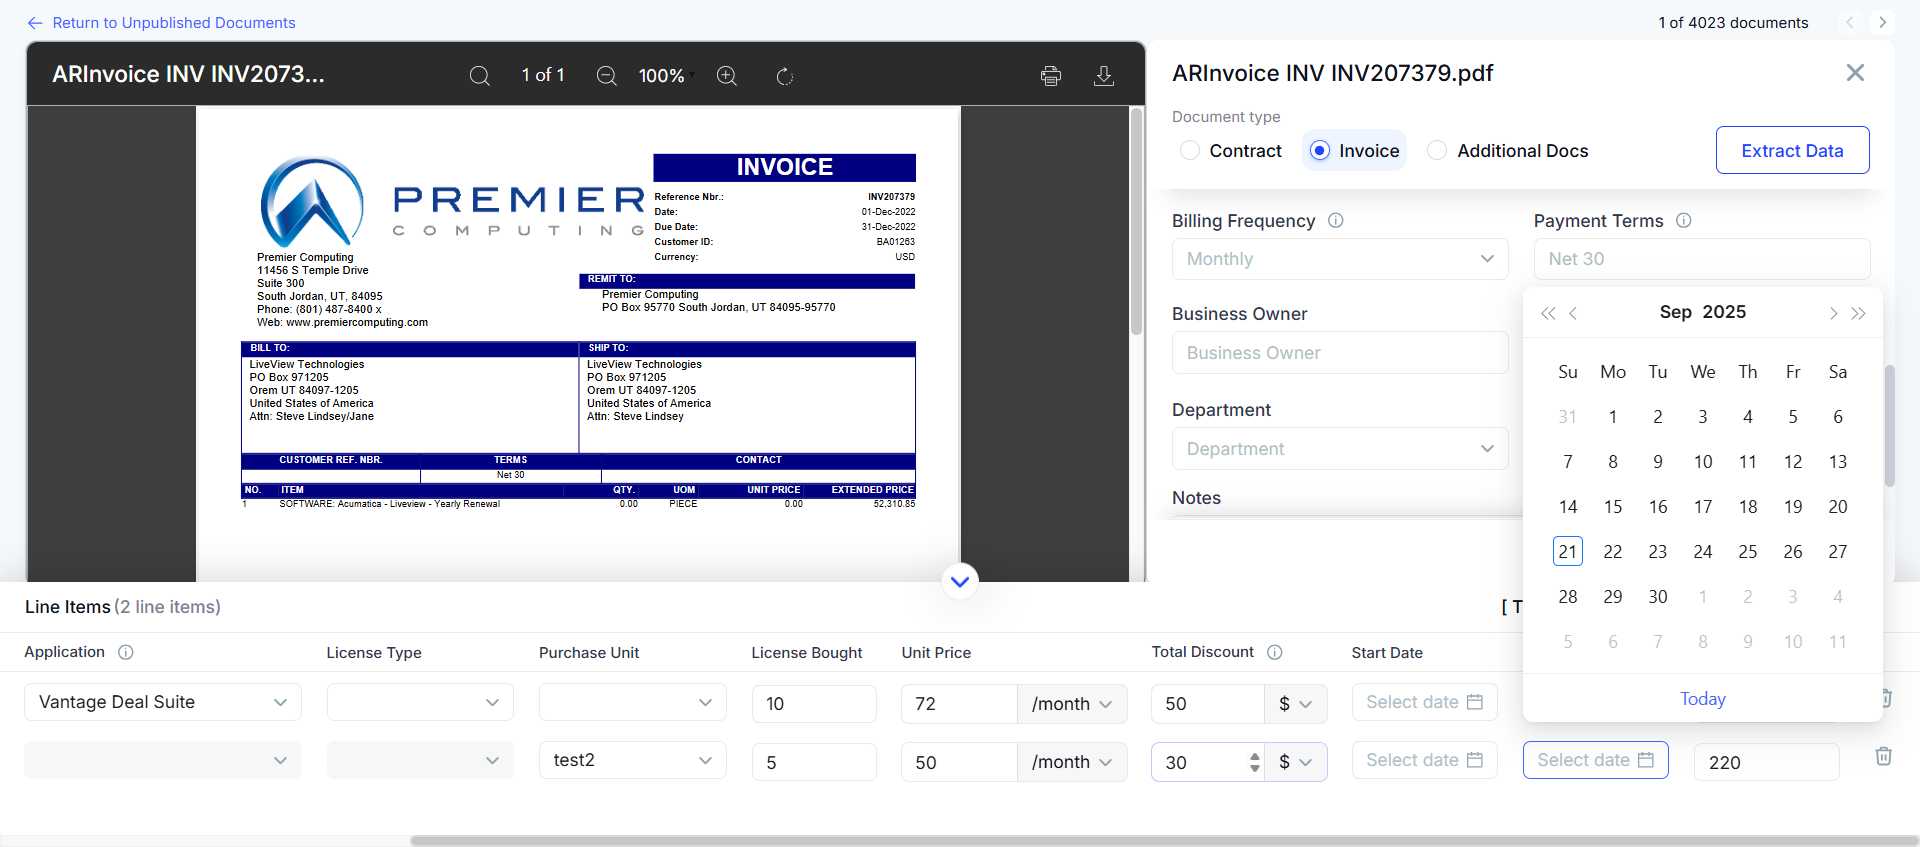 Return to Unpublished Documents
1 of 4023 documents
ARInvoice INV INV2073...
1 of 1
100%
ARInvoice INV INV207379.pdf
Document type
Contract
Invoice
Additional Docs
Extract Data
PREMIER
COMPUTING
INVOICE
Reference Nbr.: INV207379
Date: 01-Dec-2022
Due Date: 31-Dec-2022
Customer ID: BA01263
Currency: USD
Premier Computing
11456 S Temple Drive
Suite 300
South Jordan, UT, 84095
Phone: (801) 487-8400 x
Web: www.premiercomputing.com
REMIT TO:
Premier Computing
PO Box 95770 South Jordan, UT 84095-95770
BILL TO:
LiveView Technologies
PO Box 971205
Orem UT 84097-1205
United States of America
Attn: Steve Lindsey/Jane
SHIP TO:
LiveView Technologies
PO Box 971205
Orem UT 84097-1205
United States of America
Attn: Steve Lindsey
CUSTOMER REF. NBR. TERMS CONTACT
Net 30
NO. ITEM QTY. UOM UNIT PRICE EXTENDED PRICE
1 SOFTWARE: Acumatica - Liveview - Yearly Renewal 0.00 PIECE 0.00 52,310.85
Billing Frequency
Monthly
Payment Terms
Net 30
Business Owner
Business Owner
Department
Department
Notes
Sep 2025
Su Mo Tu We Th Fr Sa
31 1 2 3 4 5 6
7 8 9 10 11 12 13
14 15 16 17 18 19 20
21 22 23 24 25 26 27
28 29 30 1 2 3 4
5 6 7 8 9 10 11
Today
Line Items (2 line items)
[ T
Application License Type Purchase Unit License Bought Unit Price Total Discount Start Date
Vantage Deal Suite 10 72 /month 50 $ Select date
test2 5 50 /month 30 $ Select date Select date 220